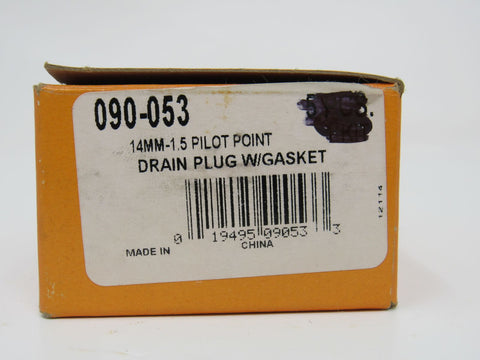 090-053
14MM-1.5 PILOT POINT
DRAIN PLUG W/GASKET
0 19495 09053 3
MADE IN CHINA
12114